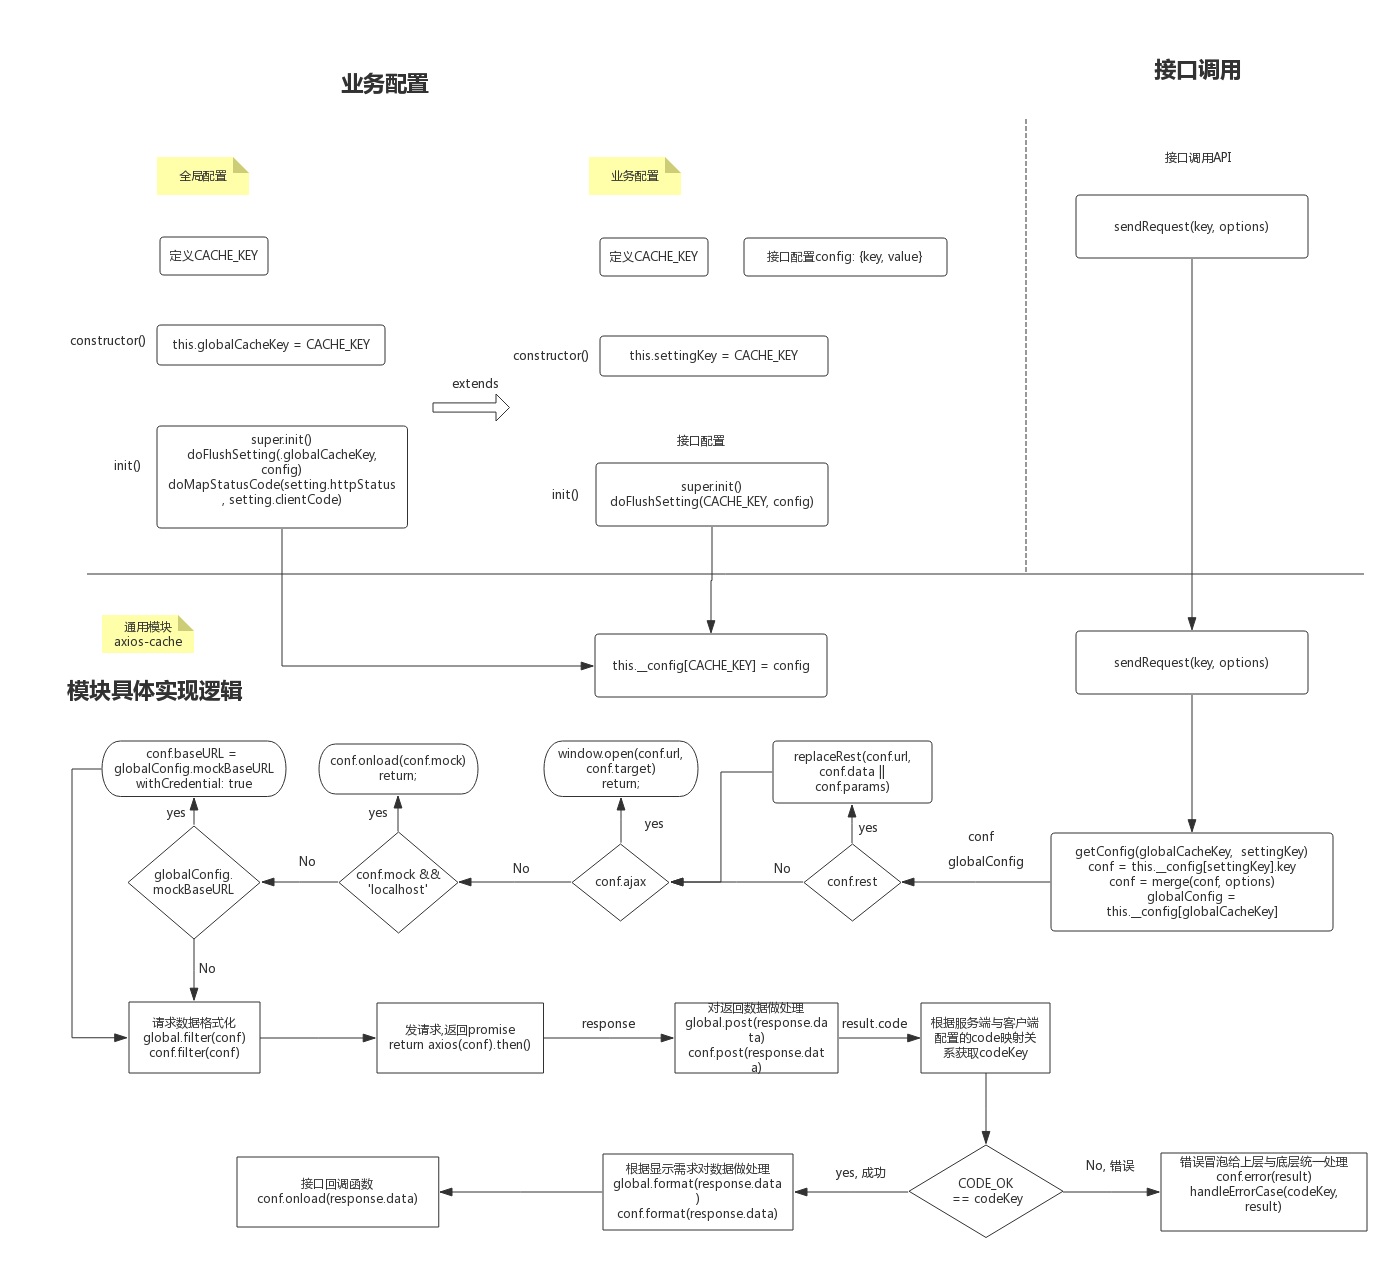 业务配置
接口调用
全局配置
业务配置
接口调用API
定义CACHE_KEY
定义CACHE_KEY
接口配置config: {key, value}
sendRequest(key, options)
constructor()
this.globalCacheKey = CACHE_KEY
constructor()
this.settingKey = CACHE_KEY
extends
接口配置
init()
super.init()
doFlushSetting(.globalCacheKey,
config)
doMapStatusCode(setting.httpStatus
, setting.clientCode)
init()
super.init()
doFlushSetting(CACHE_KEY, config)
通用模块
axios-cache
this.__config[CACHE_KEY] = config
sendRequest(key, options)
模块具体实现逻辑
conf.baseURL =
globalConfig.mockBaseURL
withCredential: true
conf.onload(conf.mock)
return;
window.open(conf.url,
conf.target)
return;
replaceRest(conf.url,
conf.data ||
conf.params)
yes
yes
yes
yes
conf
globalConfig
getConfig(globalCacheKey,  settingKey)
conf = this.__config[settingKey].key
conf = merge(conf, options)
globalConfig =
this.__config[globalCacheKey]
globalConfig.
mockBaseURL
No
conf.mock &&
'localhost'
No
conf.ajax
No
conf.rest
No
请求数据格式化
global.filter(conf)
conf.filter(conf)
发请求,返回promise
return axios(conf).then()
response
对返回数据做处理
global.post(response.da
ta)
conf.post(response.dat
a)
result.code
根据服务端与客户端
配置的code映射关
系获取codeKey
接口回调函数
conf.onload(response.data)
根据显示需求对数据做处理
global.format(response.data
)
conf.format(response.data)
yes, 成功
CODE_OK
== codeKey
No, 错误
错误冒泡给上层与底层统一处理
conf.error(result)
handleErrorCase(codeKey,
result)